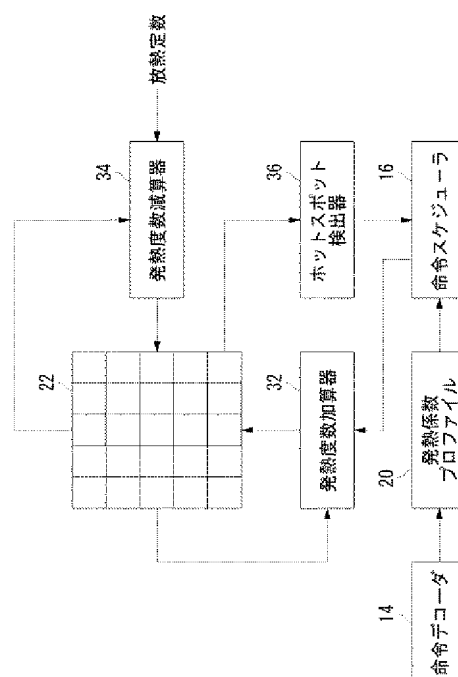 放熱定数
34
発熱度数減算器
22
36
ホットスポット
検出器
32
発熱度数加算器
16
命令スケジューラ
20
発熱係数
プロファイル
14
命令デコーダ